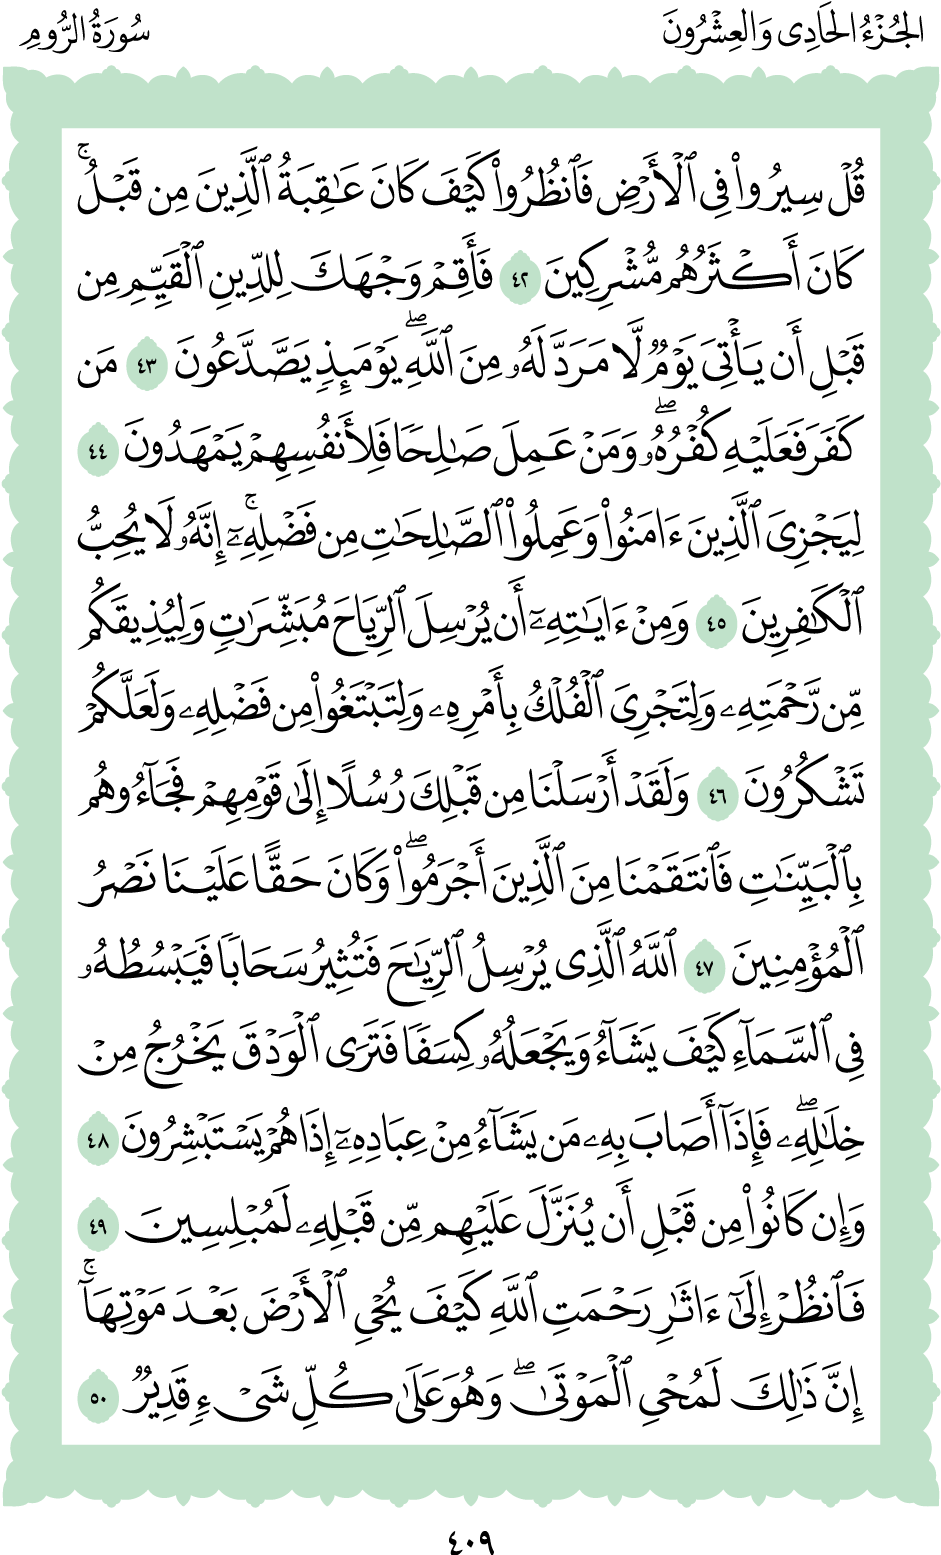 الجُزْءُ الحَادِي وَالعِشْرُونَ
سُورَةُ الرُّومِ
قُلْ سِيرُوا۟ فِى ٱلْأَرْضِ فَٱنظُرُوا۟ كَيْفَ كَانَ عَـٰقِبَةُ ٱلَّذِينَ مِن قَبْلُ ۚ
كَانَ أَكْثَرُهُم مُّشْرِكِينَ ٤٢ فَأَقِمْ وَجْهَكَ لِلدِّينِ ٱلْقَيِّمِ مِن
قَبْلِ أَن يَأْتِىَ يَوْمٌ لَّا مَرَدَّ لَهُۥ مِنَ ٱللَّهِ ۖ يَوْمَئِذٍ يَصَّدَّعُونَ ٤٣ مَن
كَفَرَ فَعَلَيْهِ كُفْرُهُۥ ۖ وَمَنْ عَمِلَ صَـٰلِحًا فَلِأَنفُسِهِمْ يَمْهَدُونَ ٤٤
لِيَجْزِىَ ٱلَّذِينَ ءَامَنُوا۟ وَعَمِلُوا۟ ٱلصَّـٰلِحَـٰتِ مِن فَضْلِهِۦٓ ۚ إِنَّهُۥ لَا يُحِبُّ
ٱلْكَـٰفِرِينَ ٤٥ وَمِنْ ءَايَـٰتِهِۦٓ أَن يُرْسِلَ ٱلرِّيَاحَ مُبَشِّرَٰتٍ وَلِيُذِيقَكُم
مِّن رَّحْمَتِهِۦ وَلِتَجْرِىَ ٱلْفُلْكُ بِأَمْرِهِۦ وَلِتَبْتَغُوا۟ مِن فَضْلِهِۦ وَلَعَلَّكُمْ
تَشْكُرُونَ ٤٦ وَلَقَدْ أَرْسَلْنَا مِن قَبْلِكَ رُسُلًا إِلَىٰ قَوْمِهِمْ فَجَآءُوهُم
بِٱلْبَيِّنَـٰتِ فَٱنتَقَمْنَا مِنَ ٱلَّذِينَ أَجْرَمُوا۟ ۖ وَكَانَ حَقًّا عَلَيْنَا نَصْرُ
ٱلْمُؤْمِنِينَ ٤٧ ٱللَّهُ ٱلَّذِى يُرْسِلُ ٱلرِّيَـٰحَ فَتُثِيرُ سَحَابًا فَيَبْسُطُهُۥ
فِى ٱلسَّمَآءِ كَيْفَ يَشَآءُ وَيَجْعَلُهُۥ كِسَفًا فَتَرَى ٱلْوَدْقَ يَخْرُجُ مِنْ
خِلَـٰلِهِۦ ۖ فَإِذَآ أَصَابَ بِهِۦ مَن يَشَآءُ مِنْ عِبَادِهِۦٓ إِذَا هُمْ يَسْتَبْشِرُونَ ٤٨
وَإِن كَانُوا۟ مِن قَبْلِ أَن يُنَزَّلَ عَلَيْهِم مِّن قَبْلِهِۦ لَمُبْلِسِينَ ٤٩
فَٱنظُرْ إِلَىٰٓ ءَاثَـٰرِ رَحْمَتِ ٱللَّهِ كَيْفَ يُحْىِ ٱلْأَرْضَ بَعْدَ مَوْتِهَآ ۚ
إِنَّ ذَٰلِكَ لَمُحْىِ ٱلْمَوْتَىٰ ۖ وَهُوَ عَلَىٰ كُلِّ شَىْءٍ قَدِيرٌ ٥٠
٤٠٩